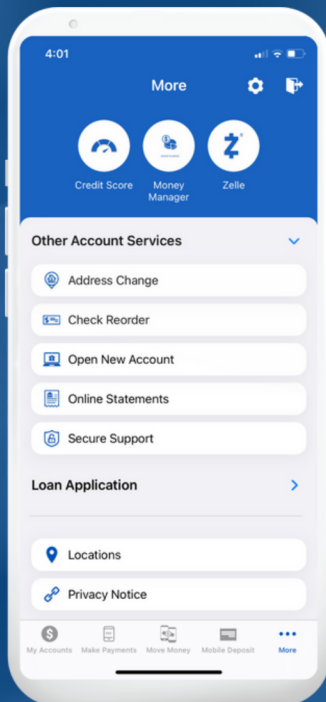 4:01
More
Credit Score
Money
Manager
Zelle
Other Account Services
Address Change
Check Reorder
Open New Account
Online Statements
Secure Support
Loan Application
Locations
Privacy Notice
My Accounts
Make Payments
Move Money
Mobile Deposit
More